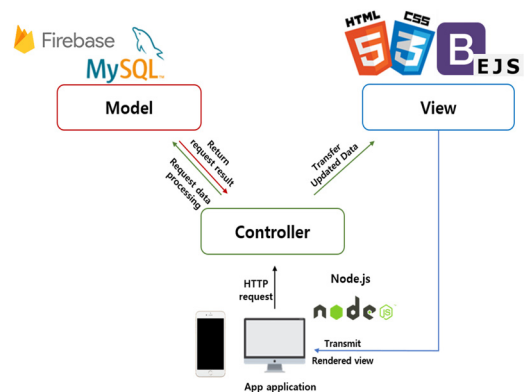 Firebase
MySQL
HTML
CSS
5
3
B
EJS
Model
View
Return
request result
Request data
processing
Transfer
Updated Data
Controller
HTTP
request
Node.js
node
JS
Transmit
Rendered view
App application